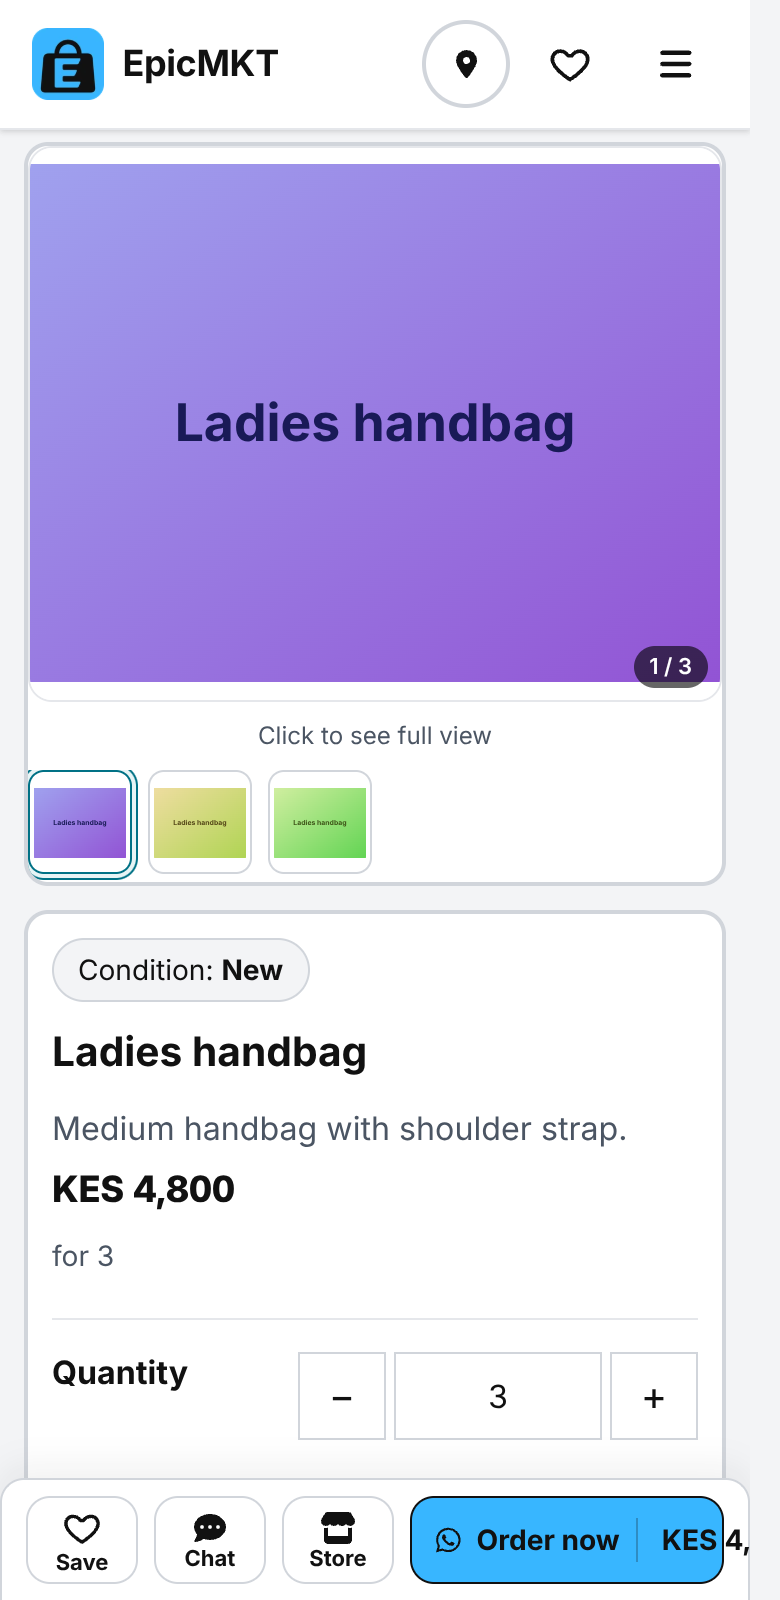 EpicMKT
Ladies handbag
1 / 3
Click to see full view
Ladies handbag
Ladies handbag
Ladies handbag
Condition: New
Ladies handbag
Medium handbag with shoulder strap.
KES 4,800
for 3
Quantity
− 3 +
Save
Chat
Store
Order now
KES 4,